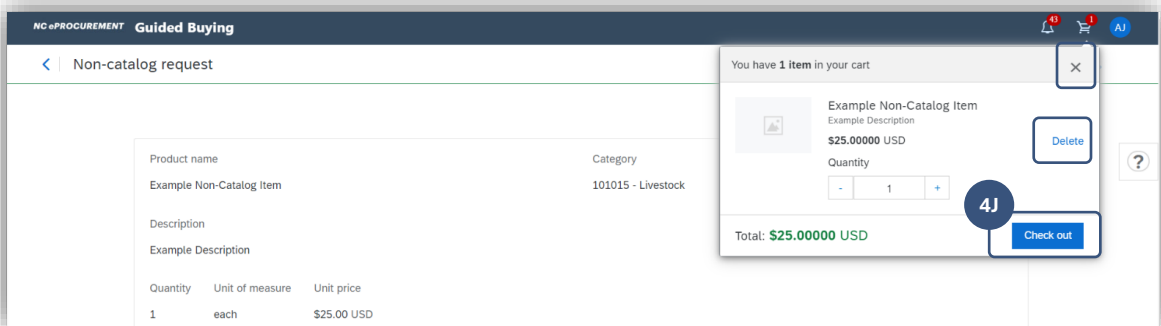 NC ePROCUREMENT Guided Buying
43
1
AJ
Non-catalog request
You have 1 item in your cart
Example Non-Catalog Item
Example Description
$25.00000 USD
Delete
Quantity
- 1 +
4J
Total: $25.00000 USD
Check out
?
Product name
Category
Example Non-Catalog Item
101015 - Livestock
Description
Example Description
Quantity Unit of measure Unit price
1 each $25.00 USD